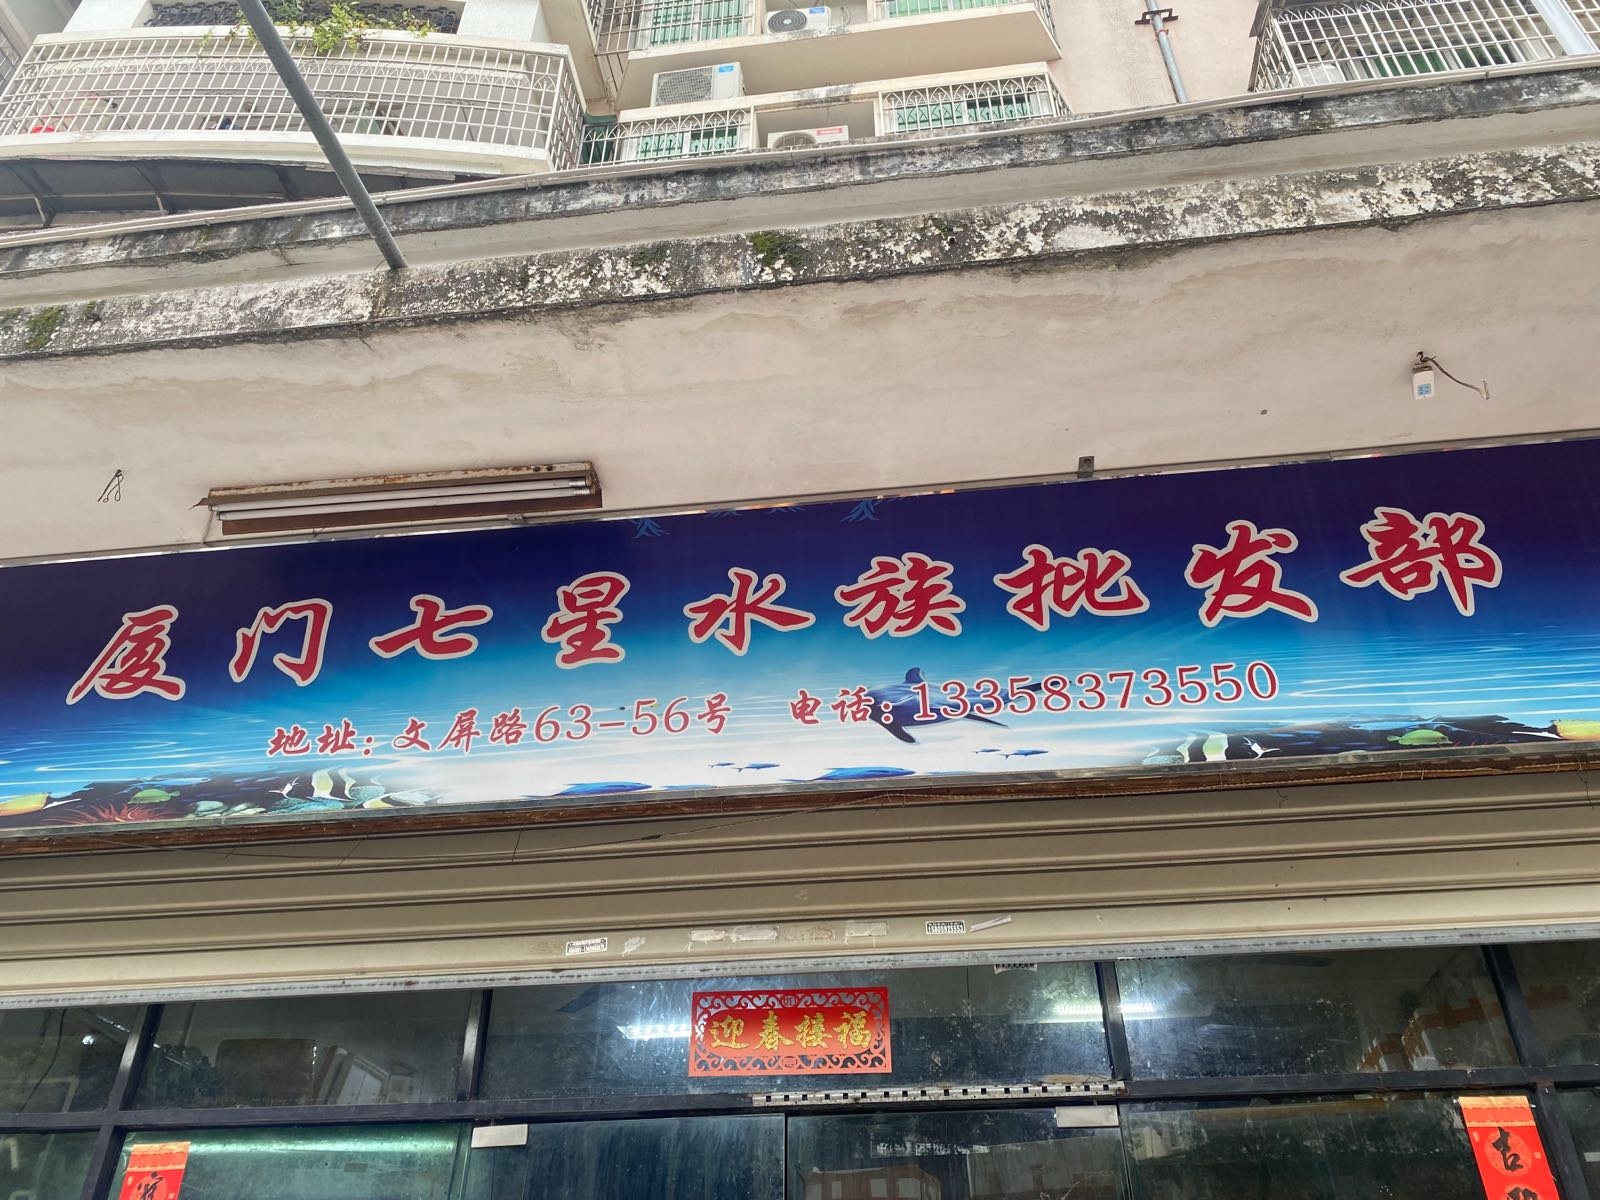 厦门七星水族批发部
地址：文屏路63-56号 电话：13358373550
迎春接福
吉